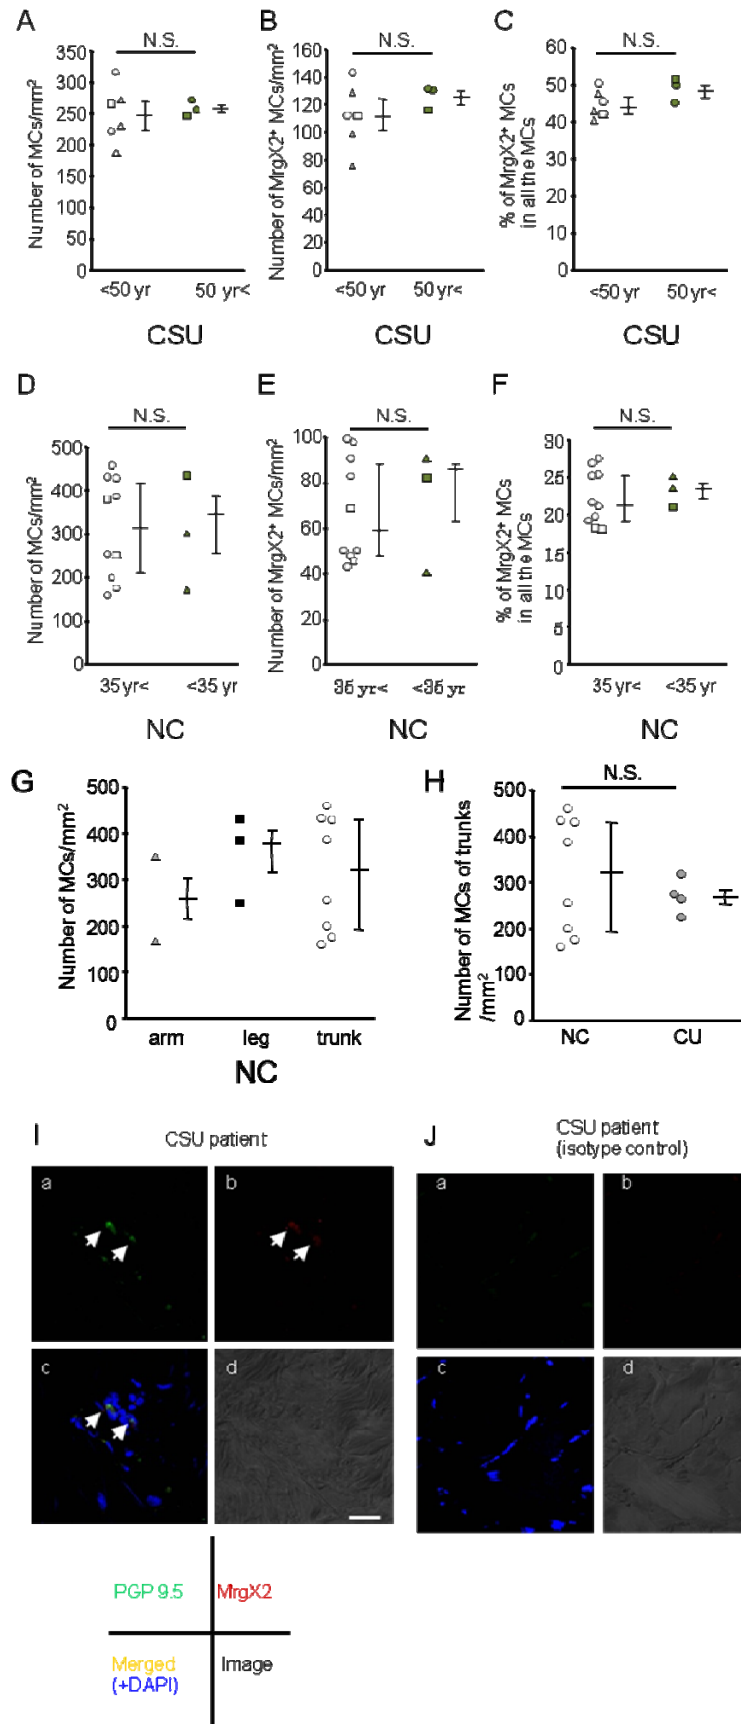 A
N.S.
Number of MCs/mm²
350
300
250
200
150
100
50
0
<50 yr
50 yr<
CSU
B
N.S.
Number of MrgX2⁺ MCs/mm²
160
140
120
100
80
60
40
20
0
<50 yr
50 yr<
CSU
C
N.S.
% of MrgX2⁺ MCs
in all the MCs
60
50
40
30
20
10
0
<50 yr
50 yr<
CSU
D
N.S.
Number of MCs/mm²
500
400
300
200
100
0
35 yr<
<35 yr
NC
E
N.S.
Number of MrgX2⁺ MCs/mm²
100
80
60
40
20
0
35 yr<
<35 yr
NC
F
N.S.
% of MrgX2⁺ MCs
in all the MCs
30
25
20
15
10
5
0
35 yr<
<35 yr
NC
G
Number of MCs/mm²
500
400
300
200
100
0
arm
leg
trunk
NC
H
N.S.
Number of MCs of trunks
/mm²
500
400
300
200
100
0
NC
CU
I
CSU patient
a
b
c
d
J
CSU patient
(isotype control)
a
b
c
d
PGP 9.5
MrgX2
Merged
(+DAPI)
Image